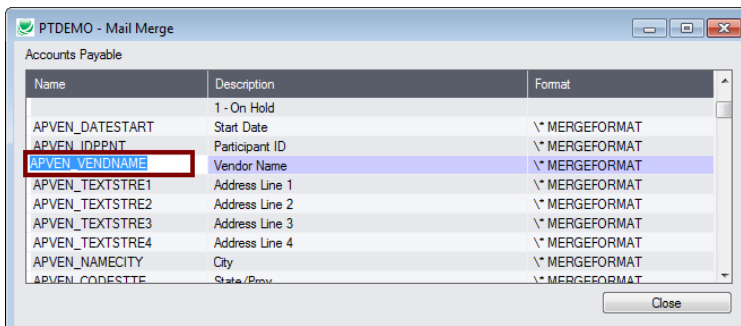 PTDEMO - Mail Merge
Accounts Payable
Name Description Format
1 - On Hold
APVEN_DATESTART Start Date \* MERGEFORMAT
APVEN_IDPPNT Participant ID \* MERGEFORMAT
APVEN_VENDNAME Vendor Name \* MERGEFORMAT
APVEN_TEXTSTRE1 Address Line 1 \* MERGEFORMAT
APVEN_TEXTSTRE2 Address Line 2 \* MERGEFORMAT
APVEN_TEXTSTRE3 Address Line 3 \* MERGEFORMAT
APVEN_TEXTSTRE4 Address Line 4 \* MERGEFORMAT
APVEN_NAMECITY City \* MERGEFORMAT
APVEN_CODESTTE State/Prov \* MERGEFORMAT
Close